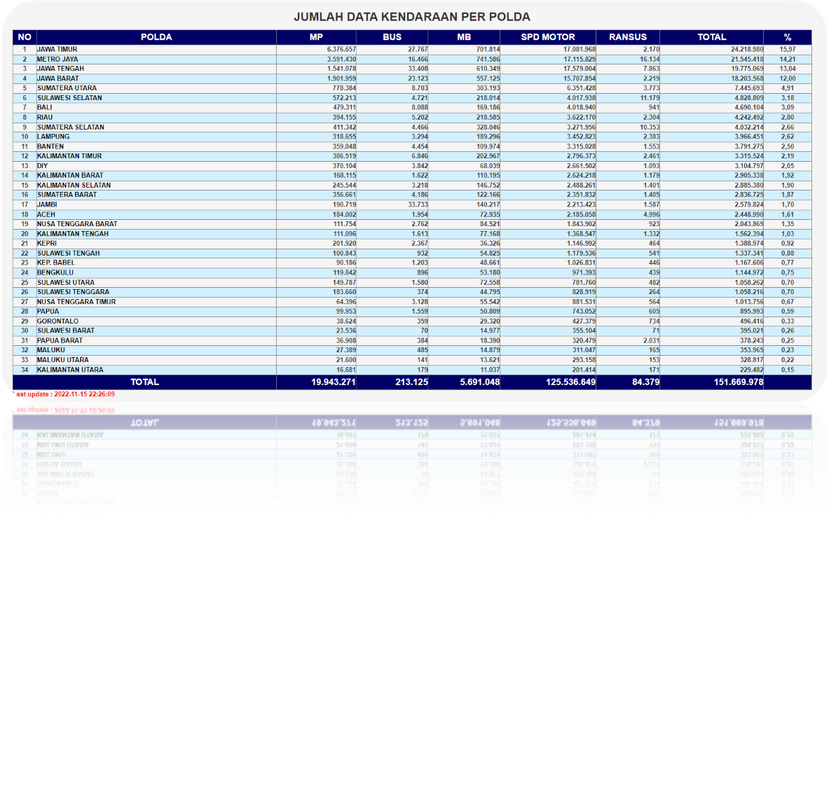 JUMLAH DATA KENDARAAN PER POLDA
NO POLDA MP BUS MB SPD MOTOR RANSUS TOTAL %
1 JAWA TIMUR 6.376.657 27.767 701.814 17.081.968 2.170 24.218.980 15,97
2 METRO JAYA 3.591.430 16.466 741.586 17.115.829 16.134 21.545.418 14,21
3 JAWA TENGAH 1.541.078 33.408 610.349 17.579.004 7.863 19.775.069 13,04
4 JAWA BARAT 1.901.959 23.123 557.125 15.707.854 2.219 18.203.568 12,00
5 SUMATERA UTARA 778.384 8.703 303.193 6.351.428 3.773 7.445.693 4,91
6 SULAWESI SELATAN 572.213 4.721 218.014 4.017.938 11.179 4.828.809 3,18
7 BALI 479.311 8.088 169.186 4.018.940 941 4.690.104 3,09
8 RIAU 394.155 5.202 218.585 3.622.170 2.304 4.242.492 2,80
9 SUMATERA SELATAN 411.342 4.466 328.046 3.271.956 10.353 4.032.214 2,66
10 LAMPUNG 318.655 3.294 189.296 3.452.823 2.383 3.966.451 2,62
11 BANTEN 359.048 4.454 109.974 3.315.028 1.553 3.791.275 2,50
12 KALIMANTAN TIMUR 306.519 6.846 202.967 2.796.373 2.461 3.315.524 2,19
13 DIY 370.104 3.842 68.039 2.661.502 1.093 3.104.797 2,05
14 KALIMANTAN BARAT 168.115 1.622 110.195 2.624.218 1.179 2.905.338 1,92
15 KALIMANTAN SELATAN 245.544 3.218 146.752 2.488.261 1.401 2.885.380 1,90
16 SUMATERA BARAT 356.661 4.186 122.166 2.351.832 1.405 2.836.725 1,87
17 JAMBI 190.719 33.733 140.217 2.213.423 1.587 2.579.824 1,70
18 ACEH 184.002 1.954 72.935 2.185.058 4.996 2.448.990 1,61
19 NUSA TENGGARA BARAT 111.754 2.762 84.521 1.843.902 923 2.043.869 1,35
20 KALIMANTAN TENGAH 111.096 1.613 77.168 1.368.547 1.332 1.562.394 1,03
21 KEPRI 201.920 2.367 36.326 1.146.992 464 1.388.974 0,92
22 SULAWESI TENGAH 100.843 932 54.825 1.179.536 541 1.337.341 0,88
23 KEP. BABEL 90.186 1.203 48.661 1.026.831 446 1.167.606 0,77
24 BENGKULU 119.042 896 53.180 971.393 439 1.144.972 0,75
25 SULAWESI UTARA 149.787 1.580 72.558 781.760 482 1.058.262 0,70
26 SULAWESI TENGGARA 183.660 374 44.795 828.919 264 1.058.216 0,70
27 NUSA TENGGARA TIMUR 64.396 3.128 55.542 881.531 564 1.013.756 0,67
28 PAPUA 99.953 1.559 50.809 743.052 605 895.993 0,59
29 GORONTALO 38.624 359 29.320 427.379 734 496.416 0,33
30 SULAWESI BARAT 23.536 70 14.977 355.104 71 395.021 0,26
31 PAPUA BARAT 36.908 384 18.390 320.479 2.031 378.243 0,25
32 MALUKU 27.389 485 14.879 311.047 165 353.965 0,23
33 MALUKU UTARA 21.600 141 13.621 293.158 153 328.817 0,22
34 KALIMANTAN UTARA 16.681 179 11.037 201.414 171 229.482 0,15
TOTAL 19.943.271 213.125 5.691.048 125.536.649 84.379 151.669.978
* ast update : 2022-11-15 22:26:09